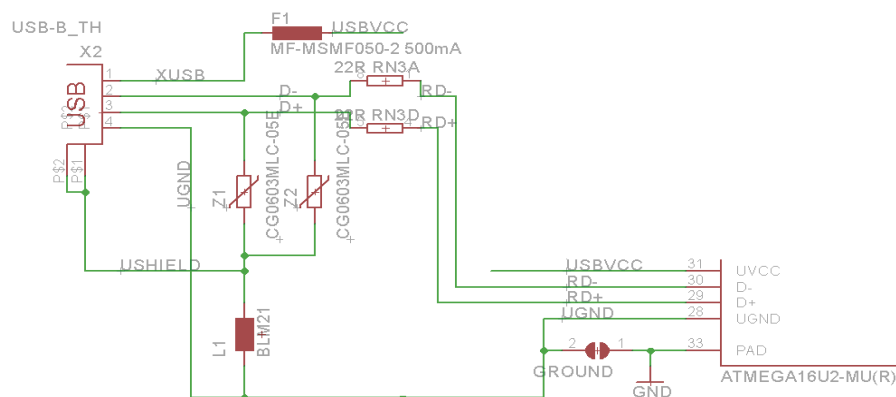 USB-B_TH
X2
F1
USBVCC
MF-MSMF050-2 500mA
XUSB
22R RN3A
8
1
D-
RD-
D+
22R RN3D
5
4
RD+
USB
1
2
3
4
P$2
P$1
UGND
Z1
CG0603MLC-05E
Z2
CG0603MLC-05E
USHIELD
L1
BLM21
USBVCC
31
UVCC
RD-
30
D-
RD+
29
D+
UGND
28
UGND
2
1
33
PAD
GROUND
GND
ATMEGA16U2-MU(R)